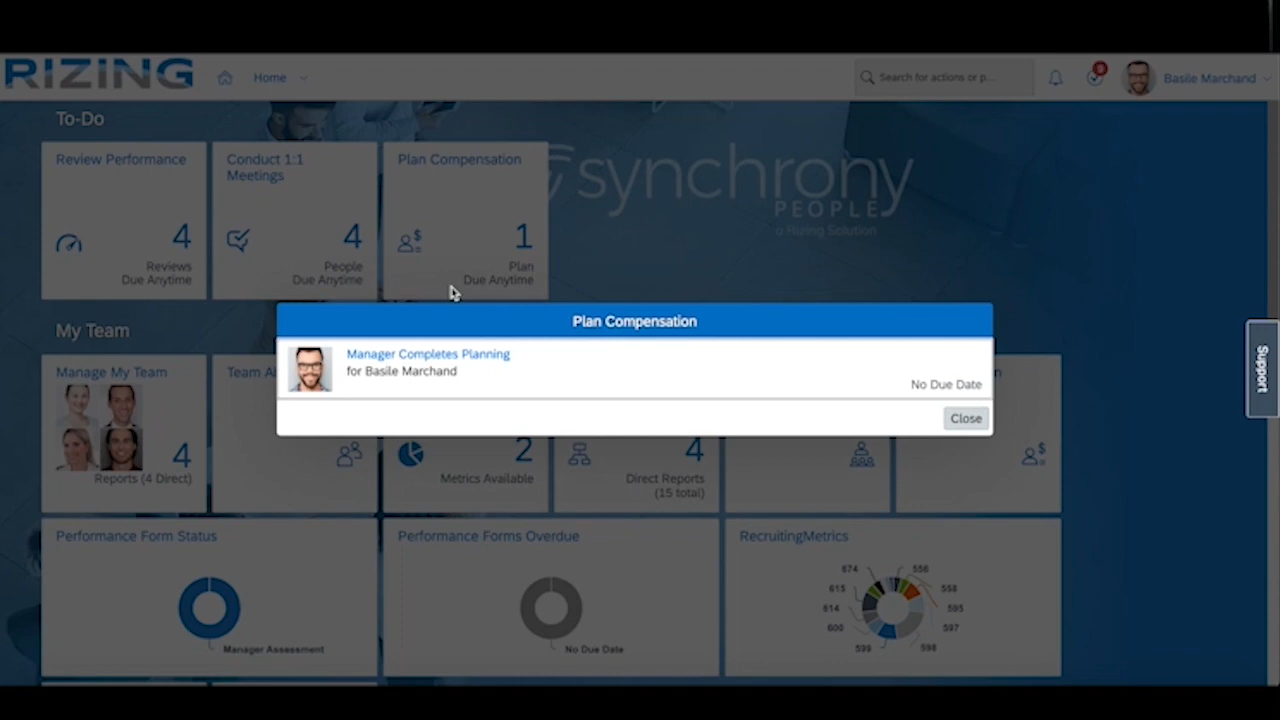 RIZING
Home
Search for actions or p...
Basile Marchand
To-Do
Review Performance
4
Reviews
Due Anytime
Conduct 1:1
Meetings
4
People
Due Anytime
Plan Compensation
1
Plan
Due Anytime
synchrony
PEOPLE
a Rizing Solution
Plan Compensation
Manager Completes Planning
for Basile Marchand
No Due Date
Close
Support
My Team
Manage My Team
4
Reports (4 Direct)
Team
2
Metrics Available
4
Direct Reports
(15 total)
Performance Form Status
Manager Assessment
Performance Forms Overdue
No Due Date
RecruitingMetrics
674
556
615
558
614
595
600
597
599
598